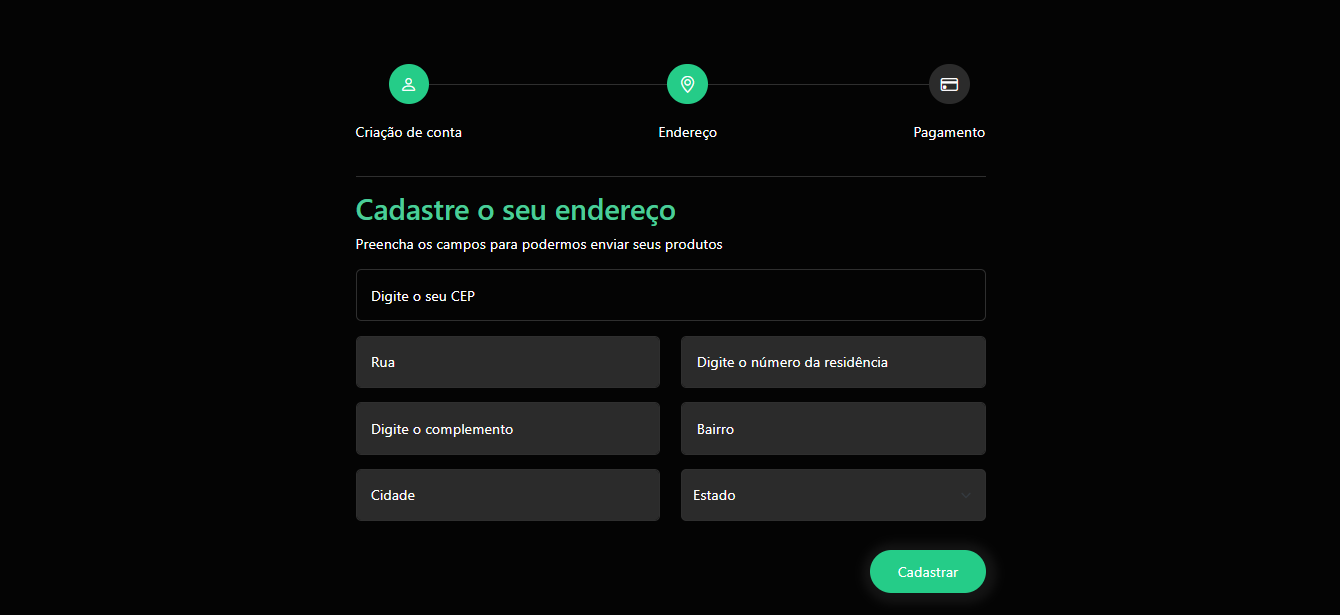 Criação de conta
Endereço
Pagamento
Cadastre o seu endereço
Preencha os campos para podermos enviar seus produtos
Digite o seu CEP
Rua
Digite o número da residência
Digite o complemento
Bairro
Cidade
Estado
Cadastrar